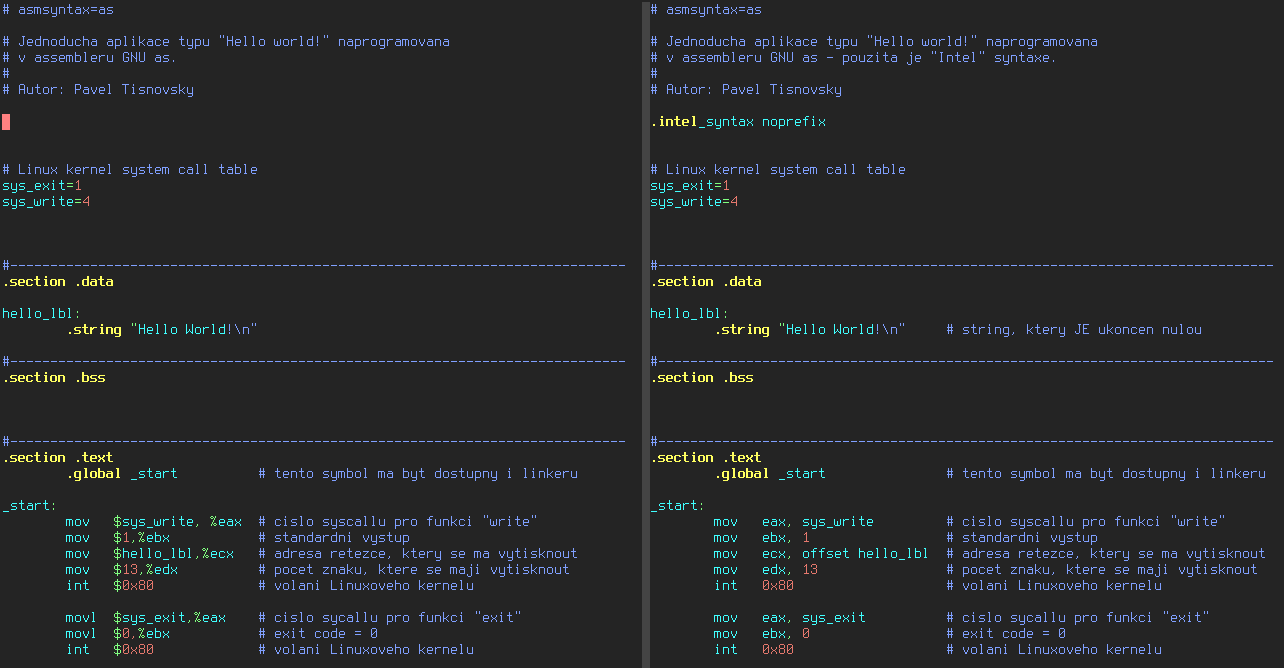 # asmsyntax=as
# Jednoducha aplikace typu "Hello world!" naprogramovana
# v assembleru GNU as.
#
# Autor: Pavel Tisnovsky
# Linux kernel system call table
sys_exit=1
sys_write=4
#-----------------------------------------------------------------------------
.section .data
hello_lbl:
        .string "Hello World!\n"
#-----------------------------------------------------------------------------
.section .bss
#-----------------------------------------------------------------------------
.section .text
        .global _start          # tento symbol ma byt dostupny i linkeru
_start:
        mov   $sys_write, %eax  # cislo syscallu pro funkci "write"
        mov   $1,%ebx           # standardni vystup
        mov   $hello_lbl,%ecx   # adresa retezce, ktery se ma vytisknout
        mov   $13,%edx          # pocet znaku, ktere se maji vytisknout
        int   $0x80             # volani Linuxoveho kernelu
        movl  $sys_exit,%eax    # cislo sycallu pro funkci "exit"
        movl  $0,%ebx           # exit code = 0
        int   $0x80             # volani Linuxoveho kernelu
# asmsyntax=as
# Jednoducha aplikace typu "Hello world!" naprogramovana
# v assembleru GNU as - pouzita je "Intel" syntaxe.
#
# Autor: Pavel Tisnovsky
.intel_syntax noprefix
# Linux kernel system call table
sys_exit=1
sys_write=4
#-----------------------------------------------------------------------------
.section .data
hello_lbl:
        .string "Hello World!\n"     # string, ktery JE ukoncen nulou
#-----------------------------------------------------------------------------
.section .bss
#-----------------------------------------------------------------------------
.section .text
        .global _start               # tento symbol ma byt dostupny i linkeru
_start:
        mov   eax, sys_write         # cislo syscallu pro funkci "write"
        mov   ebx, 1                 # standardni vystup
        mov   ecx, offset hello_lbl  # adresa retezce, ktery se ma vytisknout
        mov   edx, 13                # pocet znaku, ktere se maji vytisknout
        int   0x80                   # volani Linuxoveho kernelu
        mov   eax, sys_exit          # cislo sycallu pro funkci "exit"
        mov   ebx, 0                 # exit code = 0
        int   0x80                   # volani Linuxoveho kernelu